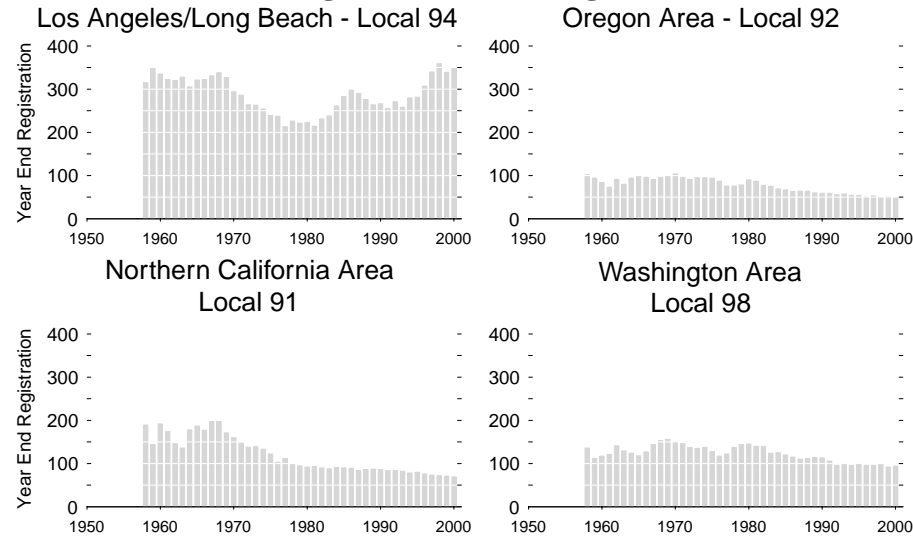 Los Angeles/Long Beach - Local 94
Year End Registration
400
300
200
100
0
1950 1960 1970 1980 1990 2000
Oregon Area - Local 92
400
300
200
100
0
1950 1960 1970 1980 1990 2000
Northern California Area
Local 91
Year End Registration
400
300
200
100
0
1950 1960 1970 1980 1990 2000
Washington Area
Local 98
400
300
200
100
0
1950 1960 1970 1980 1990 2000